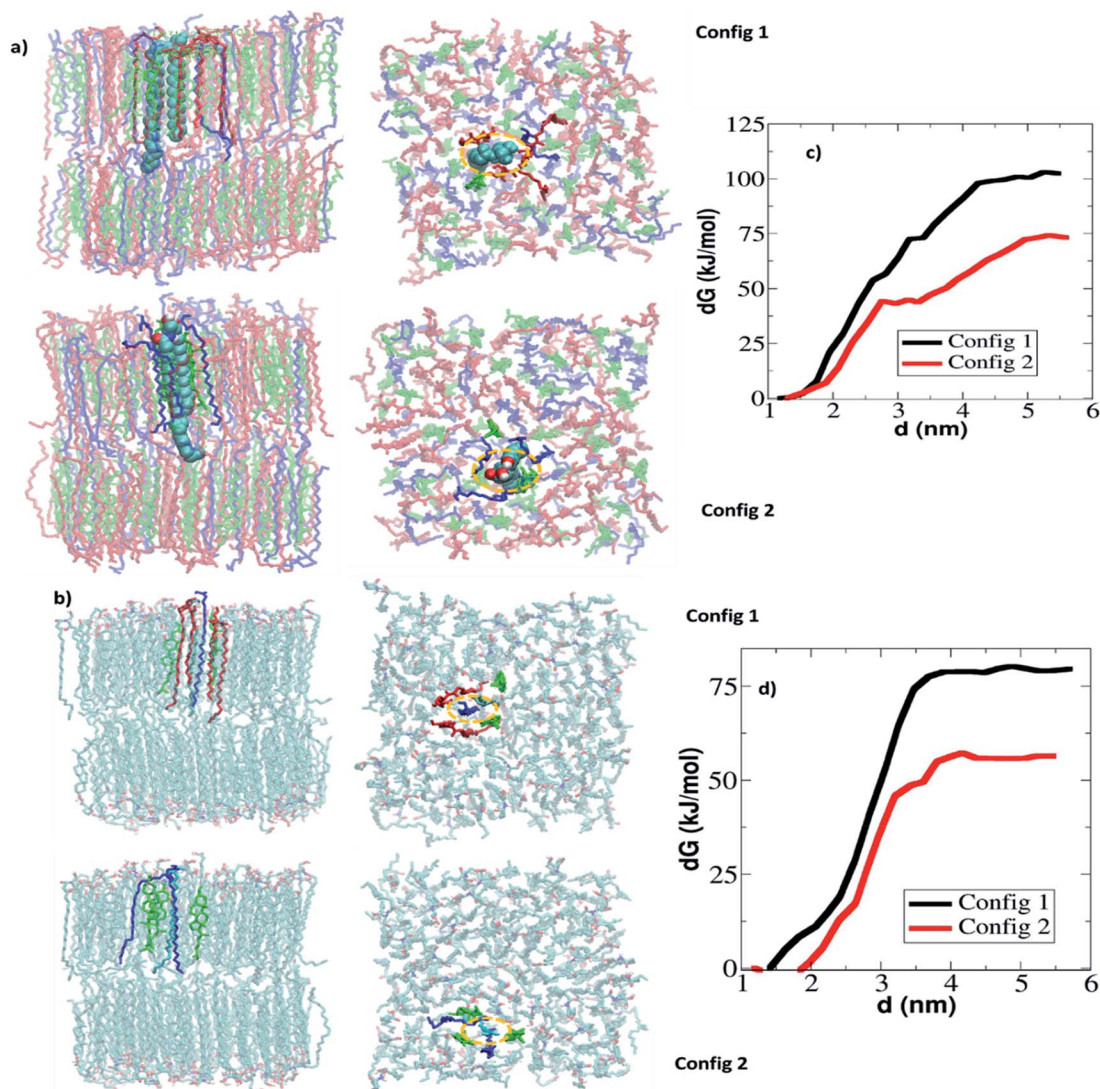 a)
Config 1
c)
125
100
75
50
25
0
dG (kJ/mol)
Config 1
Config 2
1 2 3 4 5 6
d (nm)
Config 2
b)
Config 1
d)
75
50
25
0
dG (kJ/mol)
Config 1
Config 2
1 2 3 4 5 6
d (nm)
Config 2